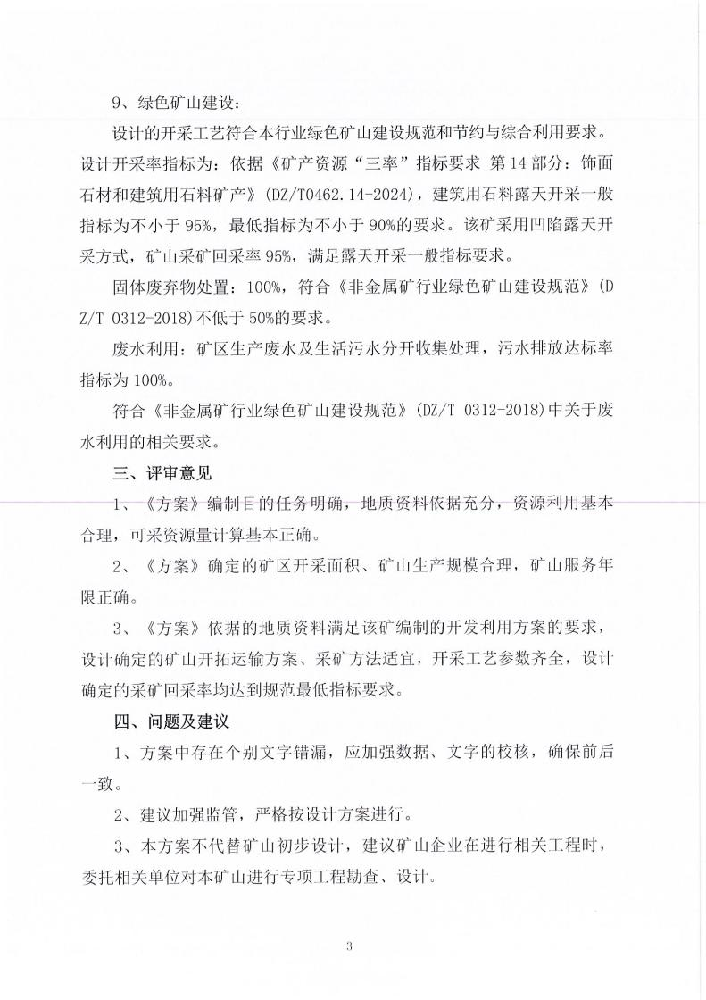 9、绿色矿山建设：
设计的开采工艺符合本行业绿色矿山建设规范和节约与综合利用要求。
设计开采率指标为：依据《矿产资源“三率”指标要求 第14部分：饰面
石材和建筑用石料矿产》(DZ/T0462.14-2024)，建筑用石料露天开采一般
指标为不小于95%，最低指标为不小于90%的要求。该矿采用凹陷露天开
采方式，矿山采矿回采率95%，满足露天开采一般指标要求。
固体废弃物处置：100%，符合《非金属矿行业绿色矿山建设规范》(D
Z/T 0312-2018)不低于50%的要求。
废水利用：矿区生产废水及生活污水分开收集处理，污水排放达标率
指标为100%。
符合《非金属矿行业绿色矿山建设规范》(DZ/T 0312-2018)中关于废
水利用的相关要求。
三、评审意见
1、《方案》编制目的任务明确，地质资料依据充分，资源利用基本
合理，可采资源量计算基本正确。
2、《方案》确定的矿区开采面积、矿山生产规模合理，矿山服务年
限正确。
3、《方案》依据的地质资料满足该矿编制的开发利用方案的要求，
设计确定的矿山开拓运输方案、采矿方法适宜，开采工艺参数齐全，设计
确定的采矿回采率均达到规范最低指标要求。
四、问题及建议
1、方案中存在个别文字错漏，应加强数据、文字的校核，确保前后
一致。
2、建议加强监管，严格按设计方案进行。
3、本方案不代替矿山初步设计，建议矿山企业在进行相关工程时，
委托相关单位对本矿山进行专项工程勘查、设计。
3